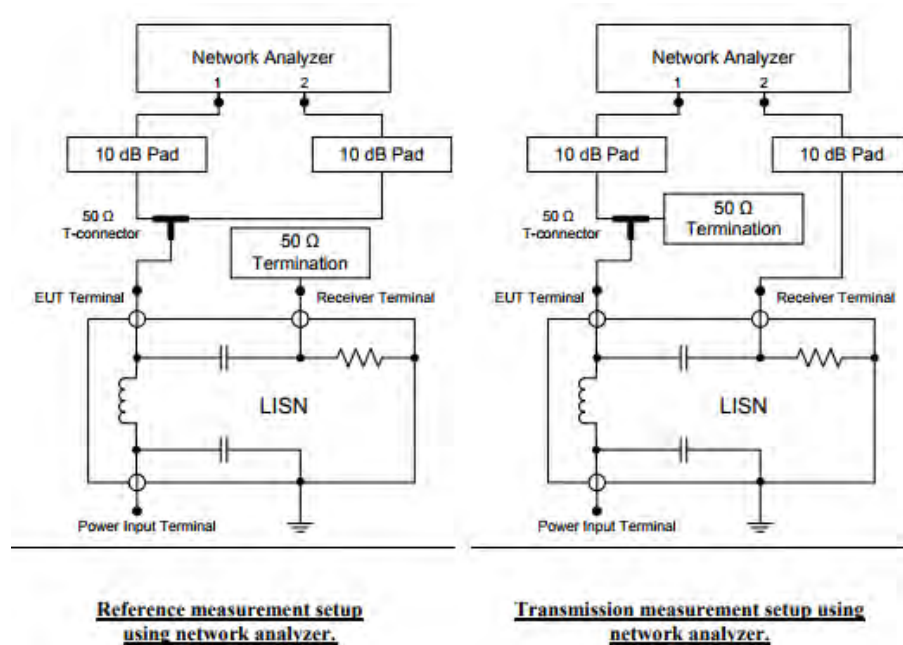 Network Analyzer
1 2
10 dB Pad
10 dB Pad
50 Ω
T-connector
50 Ω
Termination
EUT Terminal
Receiver Terminal
LISN
Power Input Terminal
Reference measurement setup
using network analyzer.
Network Analyzer
1 2
10 dB Pad
10 dB Pad
50 Ω
T-connector
50 Ω
Termination
EUT Terminal
Receiver Terminal
LISN
Power Input Terminal
Transmission measurement setup using
network analyzer.